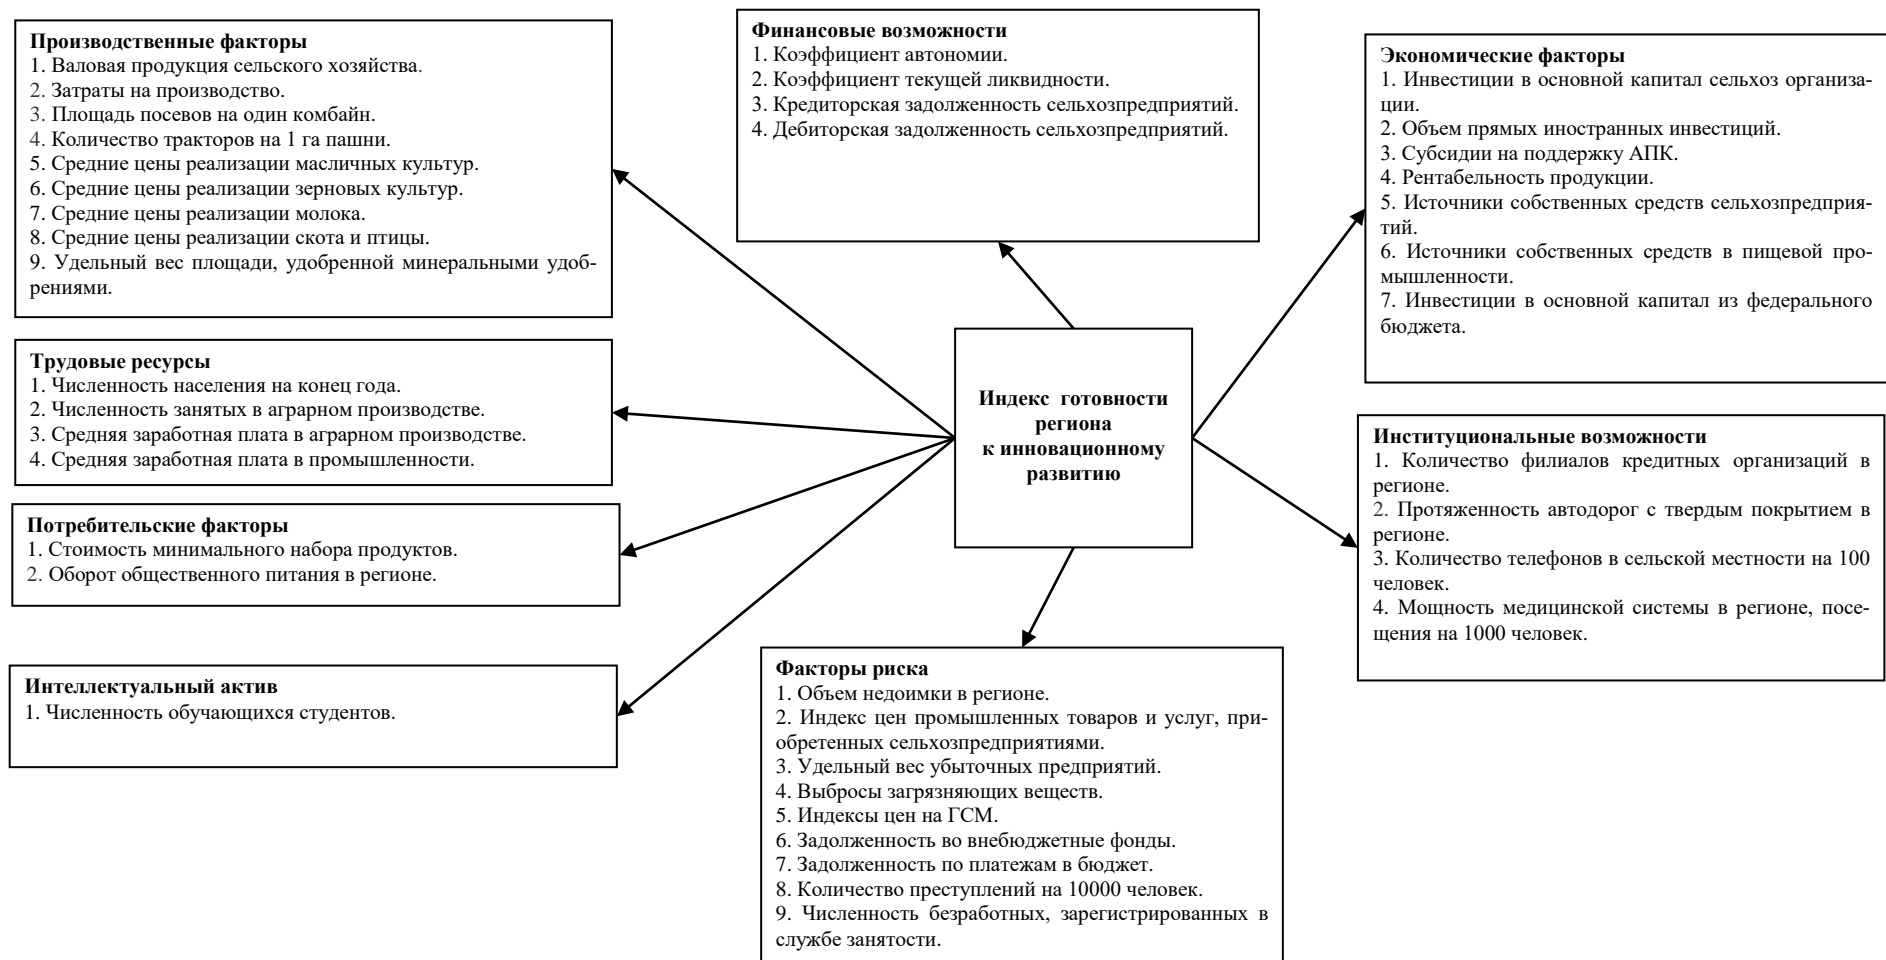 Производственные факторы
1. Валовая продукция сельского хозяйства.
2. Затраты на производство.
3. Площадь посевов на один комбайн.
4. Количество тракторов на 1 га пашни.
5. Средние цены реализации масличных культур.
6. Средние цены реализации зерновых культур.
7. Средние цены реализации молока.
8. Средние цены реализации скота и птицы.
9. Удельный вес площади, удобренной минеральными удоб-
рениями.
Финансовые возможности
1. Коэффициент автономии.
2. Коэффициент текущей ликвидности.
3. Кредиторская задолженность сельхозпредприятий.
4. Дебиторская задолженность сельхозпредприятий.
Экономические факторы
1. Инвестиции в основной капитал сельхоз организа-
ции.
2. Объем прямых иностранных инвестиций.
3. Субсидии на поддержку АПК.
4. Рентабельность продукции.
5. Источники собственных средств сельхозпредприя-
тий.
6. Источники собственных средств в пищевой про-
мышленности.
7. Инвестиции в основной капитал из федерального
бюджета.
Трудовые ресурсы
1. Численность населения на конец года.
2. Численность занятых в аграрном производстве.
3. Средняя заработная плата в аграрном производстве.
4. Средняя заработная плата в промышленности.
Индекс готовности
региона
к инновационному
развитию
Институциональные возможности
1. Количество филиалов кредитных организаций в
регионе.
2. Протяженность автодорог с твердым покрытием в
регионе.
3. Количество телефонов в сельской местности на 100
человек.
4. Мощность медицинской системы в регионе, посе-
щения на 1000 человек.
Потребительские факторы
1. Стоимость минимального набора продуктов.
2. Оборот общественного питания в регионе.
Интеллектуальный актив
1. Численность обучающихся студентов.
Факторы риска
1. Объем недоимки в регионе.
2. Индекс цен промышленных товаров и услуг, при-
обретенных сельхозпредприятиями.
3. Удельный вес убыточных предприятий.
4. Выбросы загрязняющих веществ.
5. Индексы цен на ГСМ.
6. Задолженность во внебюджетные фонды.
7. Задолженность по платежам в бюджет.
8. Количество преступлений на 10000 человек.
9. Численность безработных, зарегистрированных в
службе занятости.